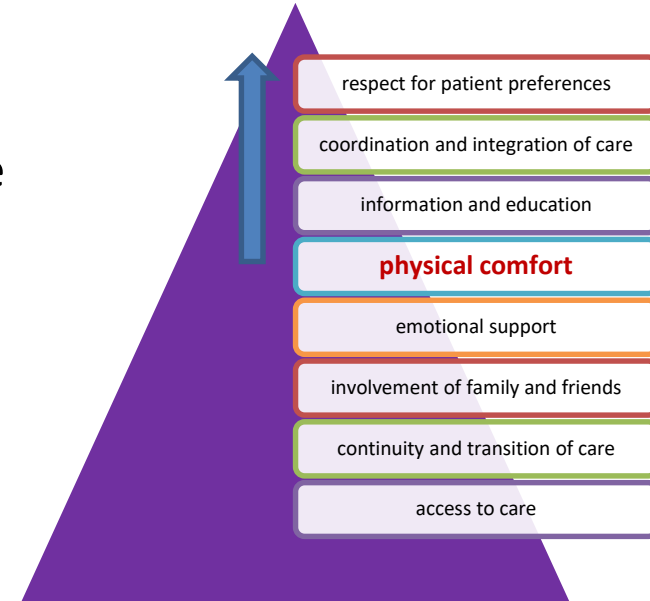 e
respect for patient preferences
coordination and integration of care
information and education
physical comfort
emotional support
involvement of family and friends
continuity and transition of care
access to care